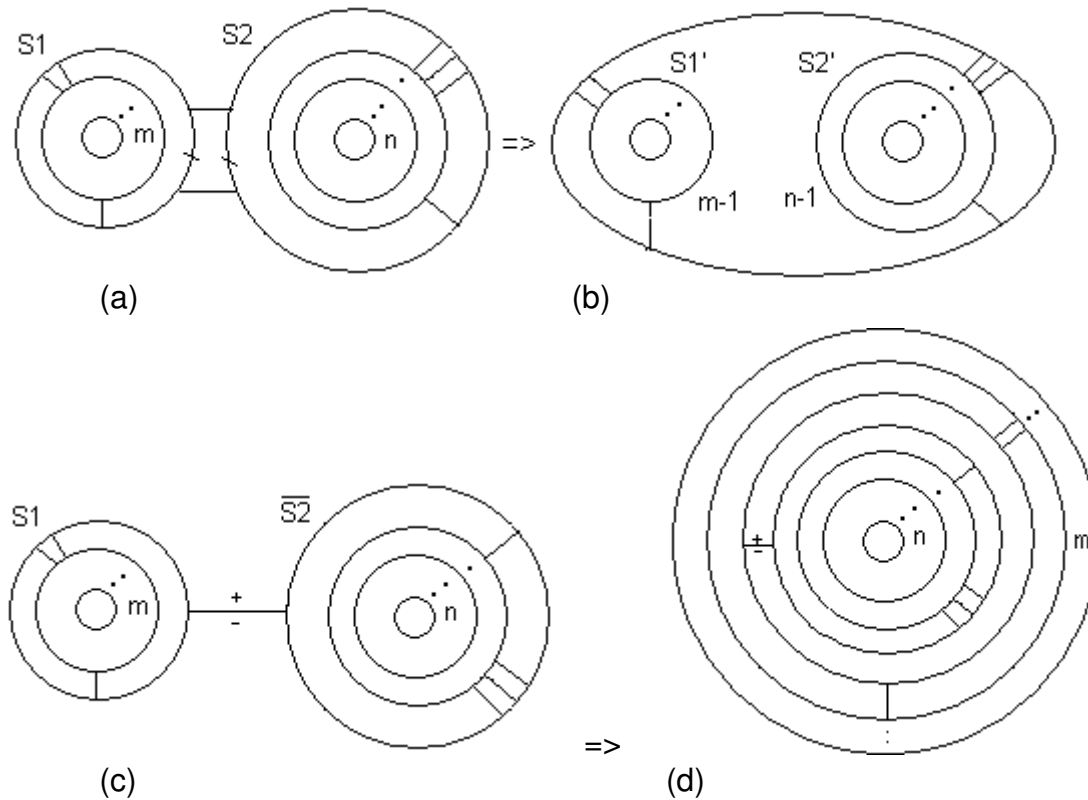 S1 S2 S1' S2'
m n => m-1 n-1
(a) (b)
S1 S2̅ m + - n + - n m
=>
(c) (d)